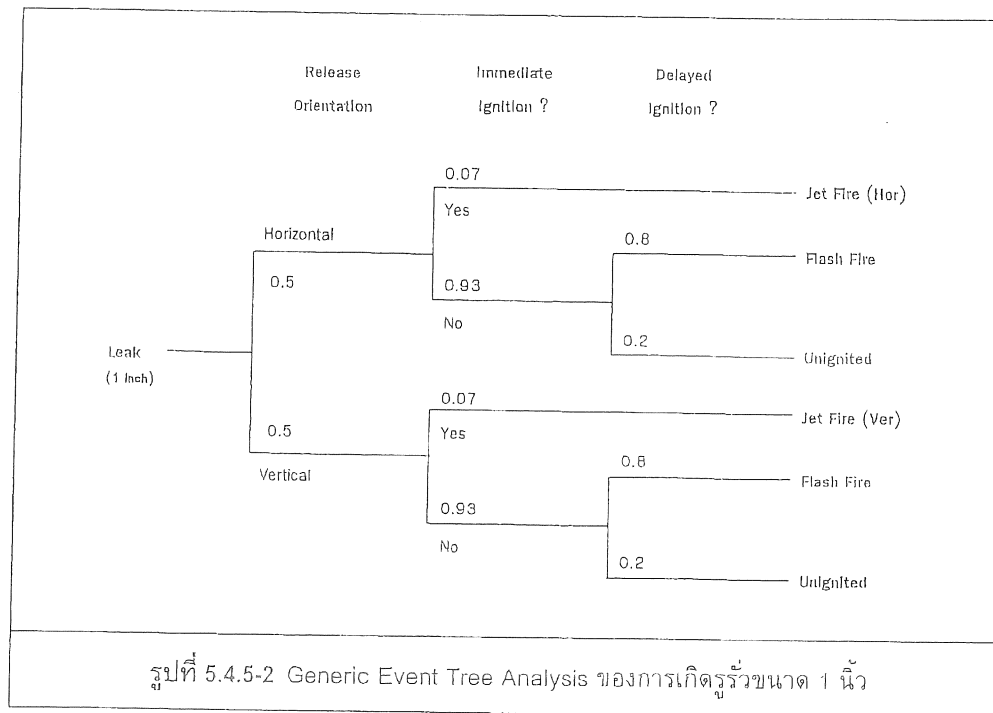 Release Immediate Delayed
Orientation Ignition ? Ignition ?
0.07
Jet Fire (Hor)
Yes
Horizontal
0.8
Flash Fire
0.5
0.93
No
0.2
Unignited
Leak
(1 Inch)
0.07
Jet Fire (Ver)
Yes
0.5
Vertical
0.8
Flash Fire
0.93
No
0.2
Unignited
รูปที่ 5.4.5-2 Generic Event Tree Analysis ของการเกิดรูรั่วขนาด 1 นิ้ว